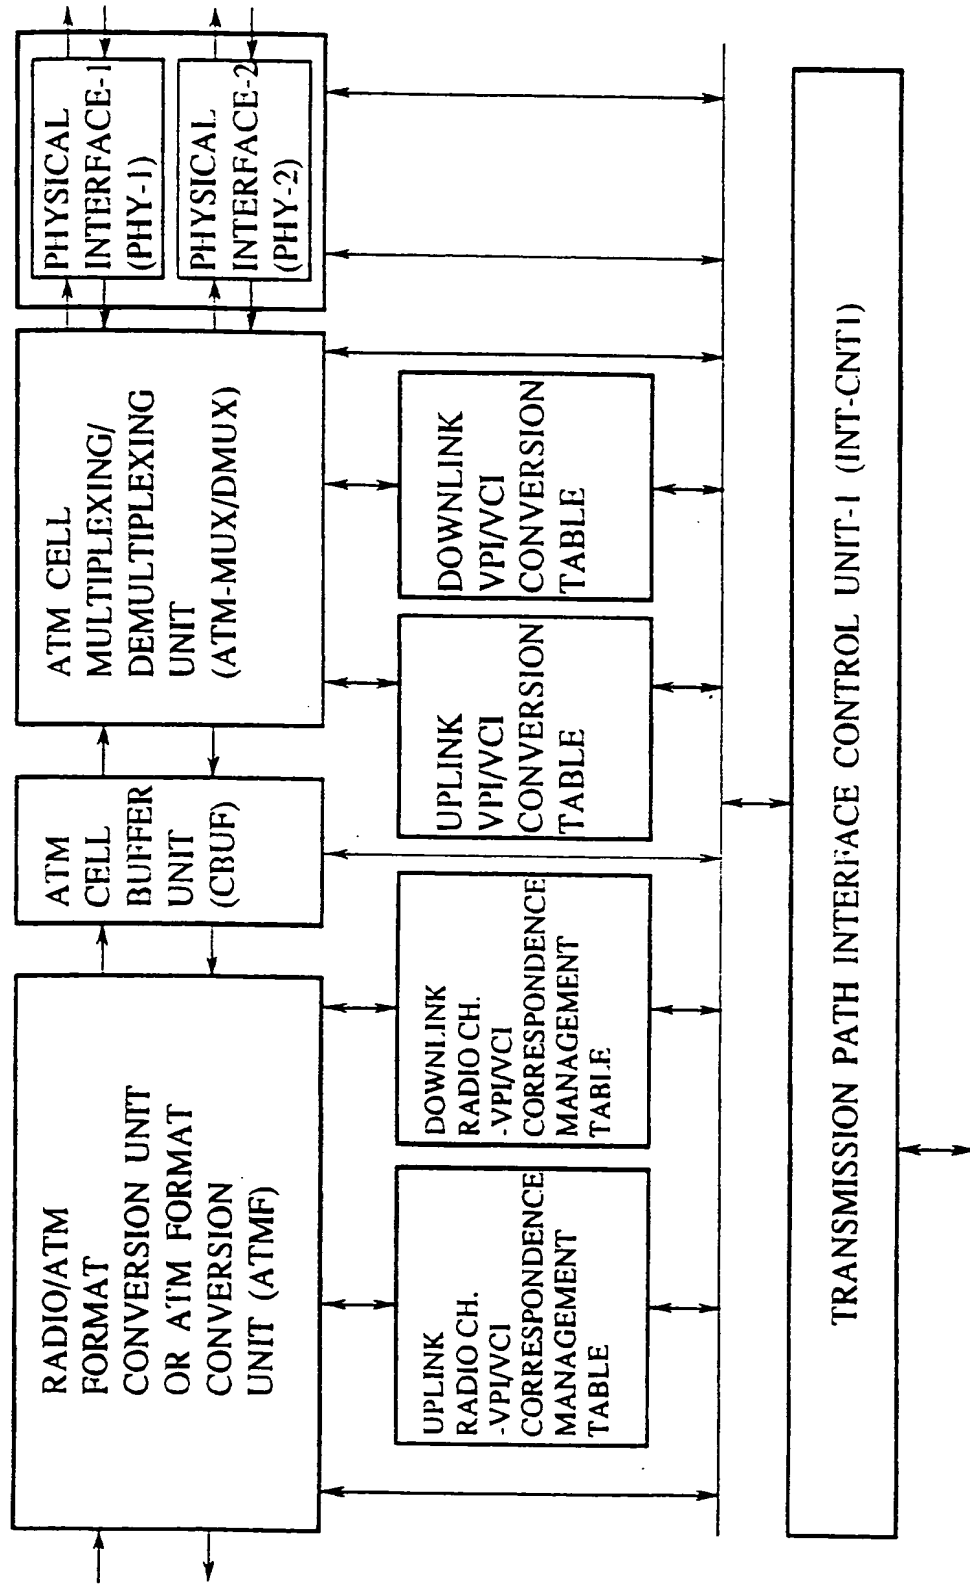 RADIO/ATM
FORMAT
CONVERSION UNIT
OR ATM FORMAT
CONVERSION
UNIT (ATMF)
ATM
CELL
BUFFER
UNIT
(CBUF)
ATM CELL
MULTIPLEXING/
DEMULTIPLEXING
UNIT
(ATM-MUX/DMUX)
PHYSICAL
INTERFACE-1
(PHY-1)
PHYSICAL
INTERFACE-2
(PHY-2)
UPLINK
RADIO CH.
-VPI/VCI
CORRESPONDENCE
MANAGEMENT
TABLE
DOWNLINK
RADIO CH.
-VPI/VCI
CORRESPONDENCE
MANAGEMENT
TABLE
UPLINK
VPI/VCI
CONVERSION
TABLE
DOWNLINK
VPI/VCI
CONVERSION
TABLE
TRANSMISSION PATH INTERFACE CONTROL UNIT-1 (INT-CNT1)